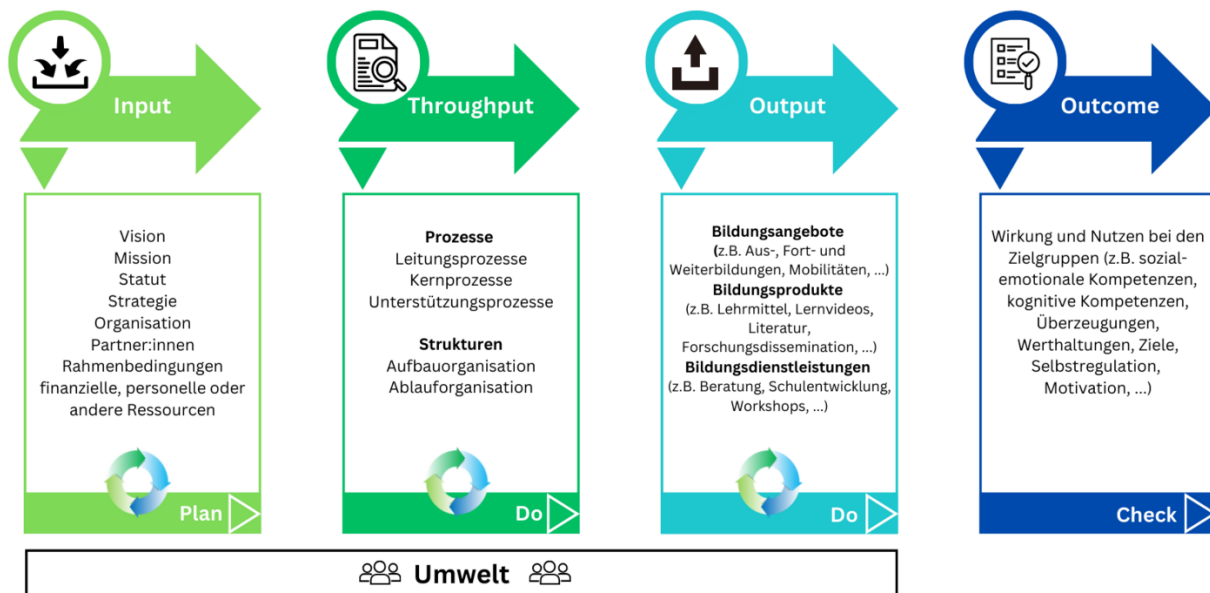 Input
Vision
Mission
Statut
Strategie
Organisation
Partner:innen
Rahmenbedingungen
finanzielle, personelle oder
andere Ressourcen
Plan
Throughput
Prozesse
Leitungsprozesse
Kernprozesse
Unterstützungsprozesse
Strukturen
Aufbauorganisation
Ablauforganisation
Do
Output
Bildungsangebote
(z.B. Aus-, Fort- und
Weiterbildungen, Mobilitäten, ...)
Bildungsprodukte
(z.B. Lehrmittel, Lernvideos,
Literatur,
Forschungsdissemination, ...)
Bildungsdienstleistungen
(z.B. Beratung, Schulentwicklung,
Workshops, ...)
Do
Outcome
Wirkung und Nutzen bei den
Zielgruppen (z.B. sozial-
emotionale Kompetenzen,
kognitive Kompetenzen,
Überzeugungen,
Werthaltungen, Ziele,
Selbstregulation,
Motivation, ...)
Check
Umwelt